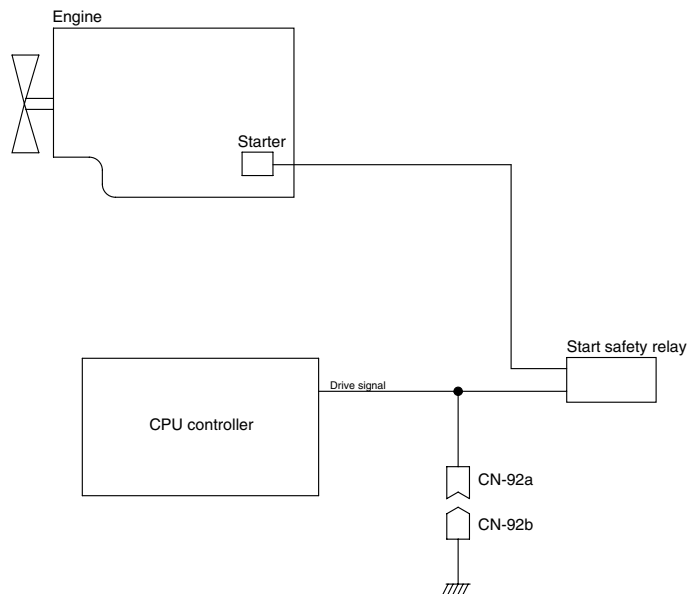 Engine
Starter
Start safety relay
Drive signal
CPU controller
CN-92a
CN-92b